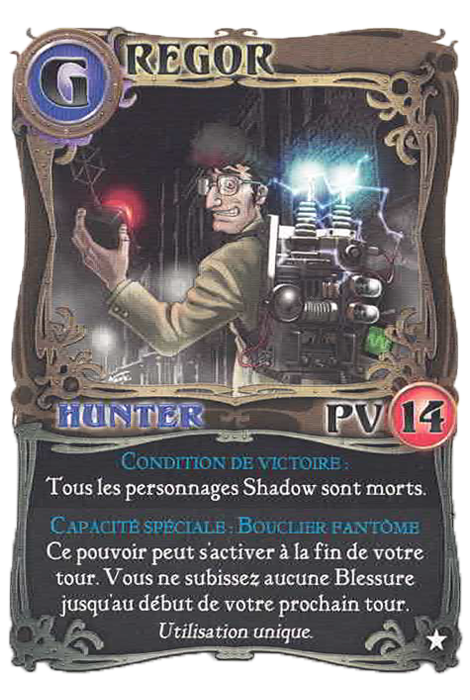 GREGOR
HUNTER PV 14
CONDITION DE VICTOIRE :
Tous les personnages Shadow sont morts.
CAPACITÉ SPÉCIALE : BOUCLIER FANTÔME
Ce pouvoir peut s'activer à la fin de votre
tour. Vous ne subissez aucune Blessure
jusqu'au début de votre prochain tour.
Utilisation unique.